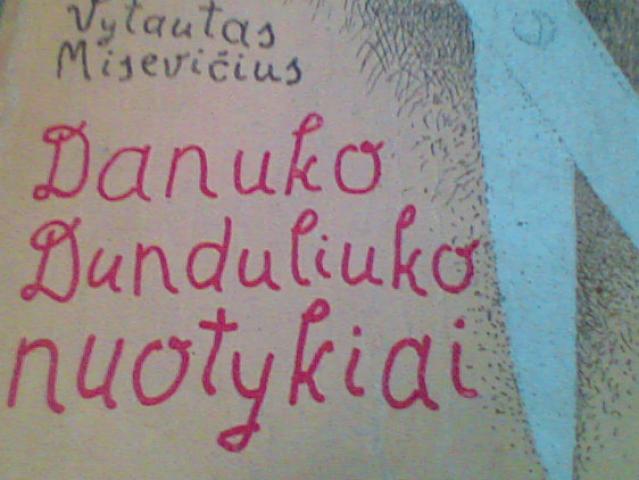 Vytautas
Misevičius
Danuko
Dunduliuko
nuotykiai